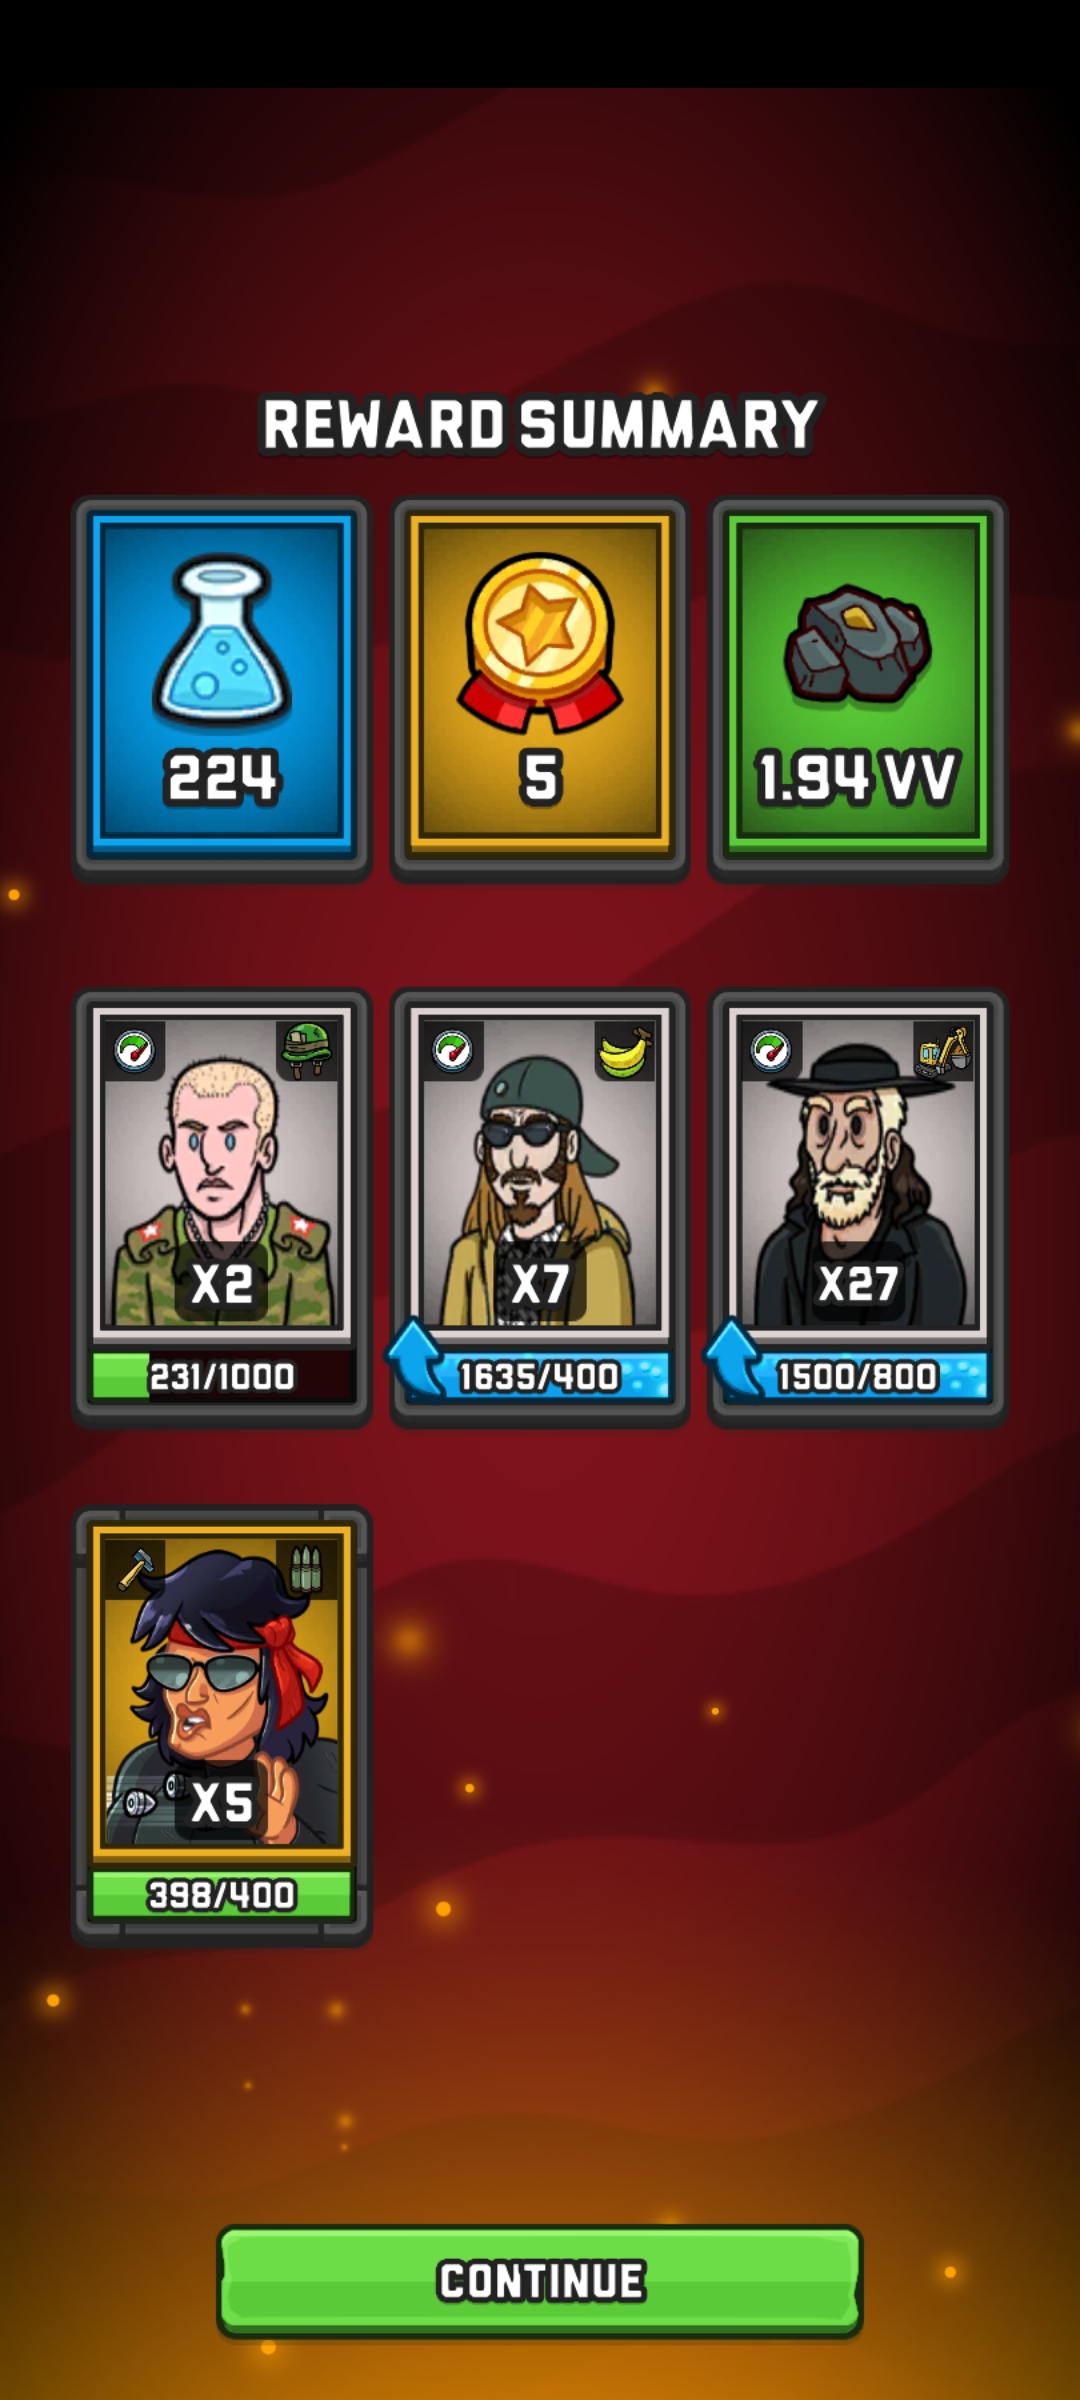 REWARD SUMMARY
224
5
1.94 VV
X2
X7
X27
231/1000
1635/400
1500/800
X5
398/400
CONTINUE